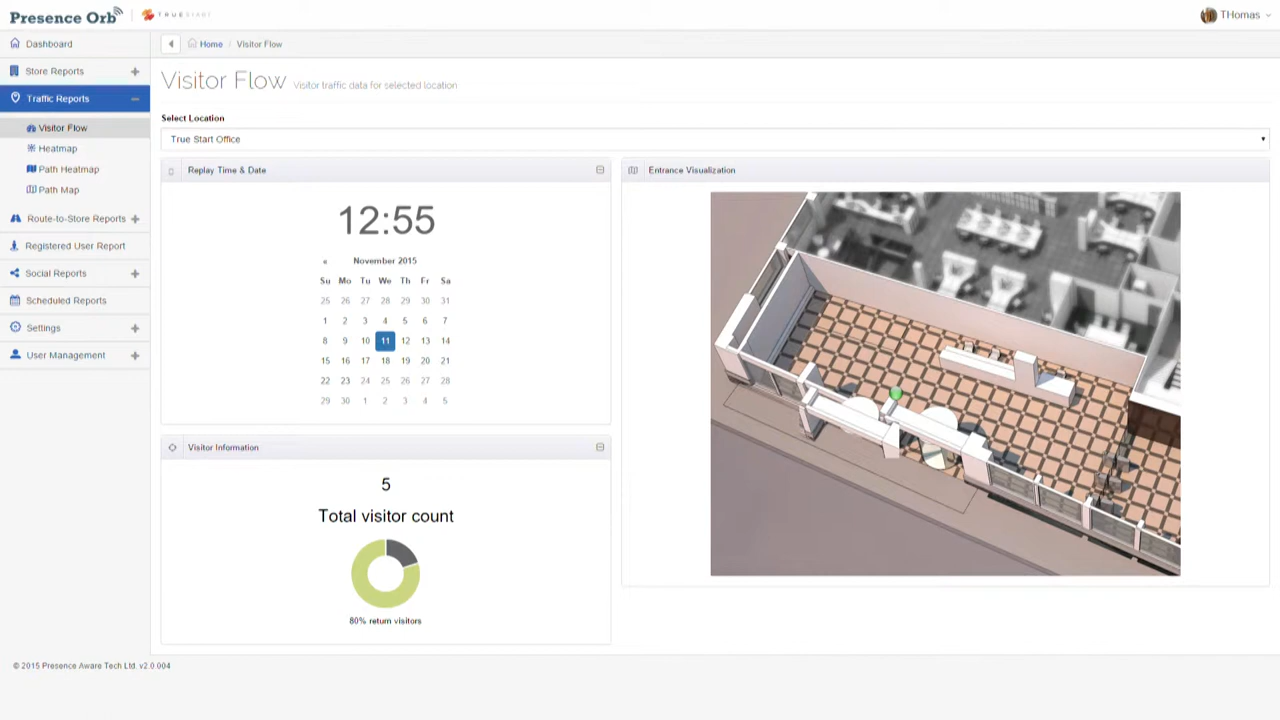 Presence Orb
TRUESTART
THomas
Dashboard
Home / Visitor Flow
Store Reports +
Traffic Reports −
Visitor Flow
Heatmap
Path Heatmap
Path Map
Route-to-Store Reports +
Registered User Report
Social Reports +
Scheduled Reports
Settings +
User Management +
Visitor Flow Visitor traffic data for selected location
Select Location
True Start Office
Replay Time & Date
12:55
« November 2015
Su Mo Tu We Th Fr Sa
25 26 27 28 29 30 31
1 2 3 4 5 6 7
8 9 10 11 12 13 14
15 16 17 18 19 20 21
22 23 24 25 26 27 28
29 30 1 2 3 4 5
Visitor Information
5
Total visitor count
80% return visitors
Entrance Visualization
© 2015 Presence Aware Tech Ltd. v2.0.004